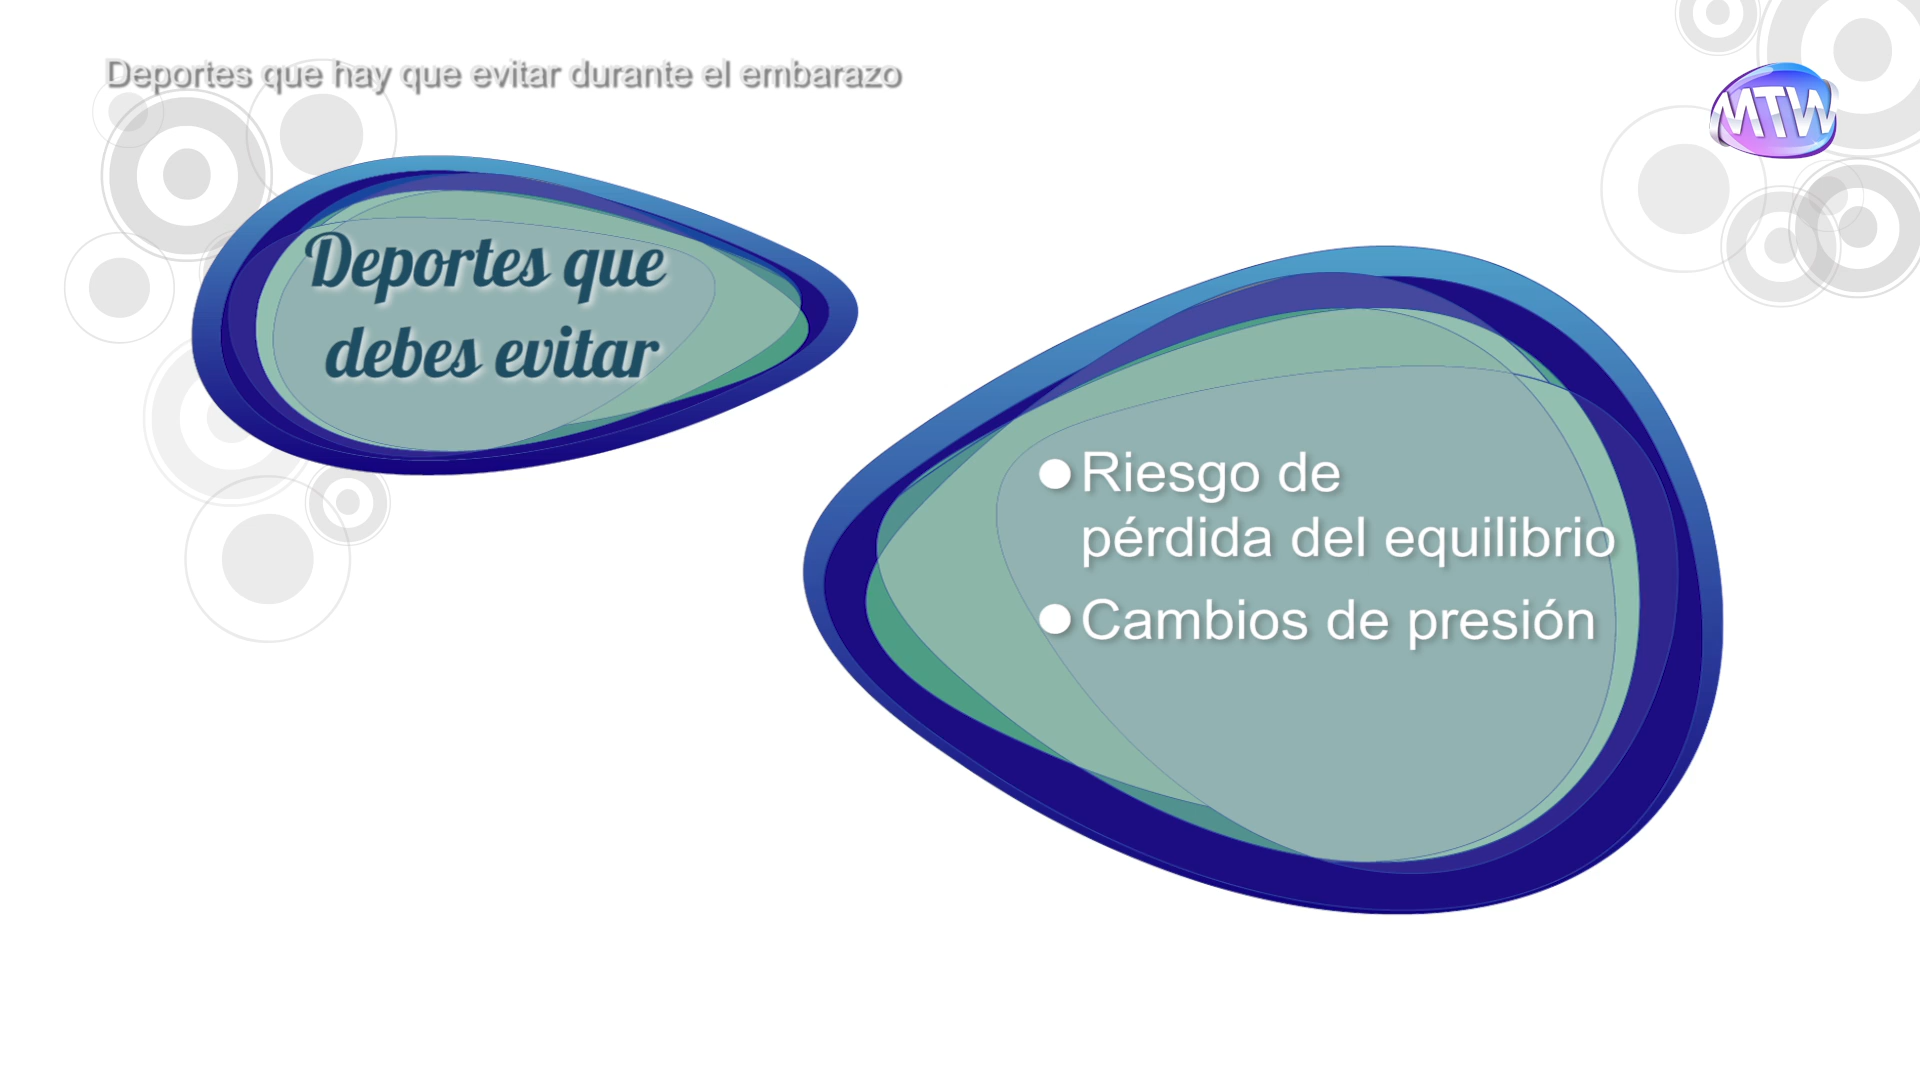 Deportes que hay que evitar durante el embarazo
MTW
Deportes que
debes evitar
Riesgo de
pérdida del equilibrio
Cambios de presión